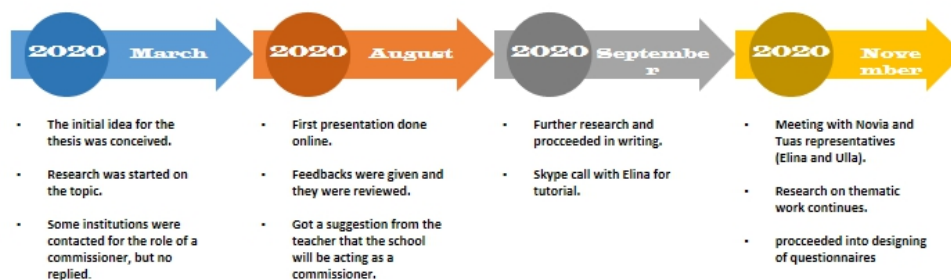 2020 March
The initial idea for the
thesis was conceived.
Research was started on
the topic.
Some institutions were
contacted for the role of a
commissioner, but no
replied.
2020 August
First presentation done
online.
Feedbacks were given and
they were reviewed.
Got a suggestion from the
teacher that the school
will be acting as a
commissioner.
2020 Septembe
r
Further research and
procceeded in writing.
Skype call with Elina for
tutorial.
2020 Nove
mber
Meeting with Novia and
Tuas representatives
(Elina and Ulla).
Research on thematic
work continues.
procceeded into designing
of questionnaires